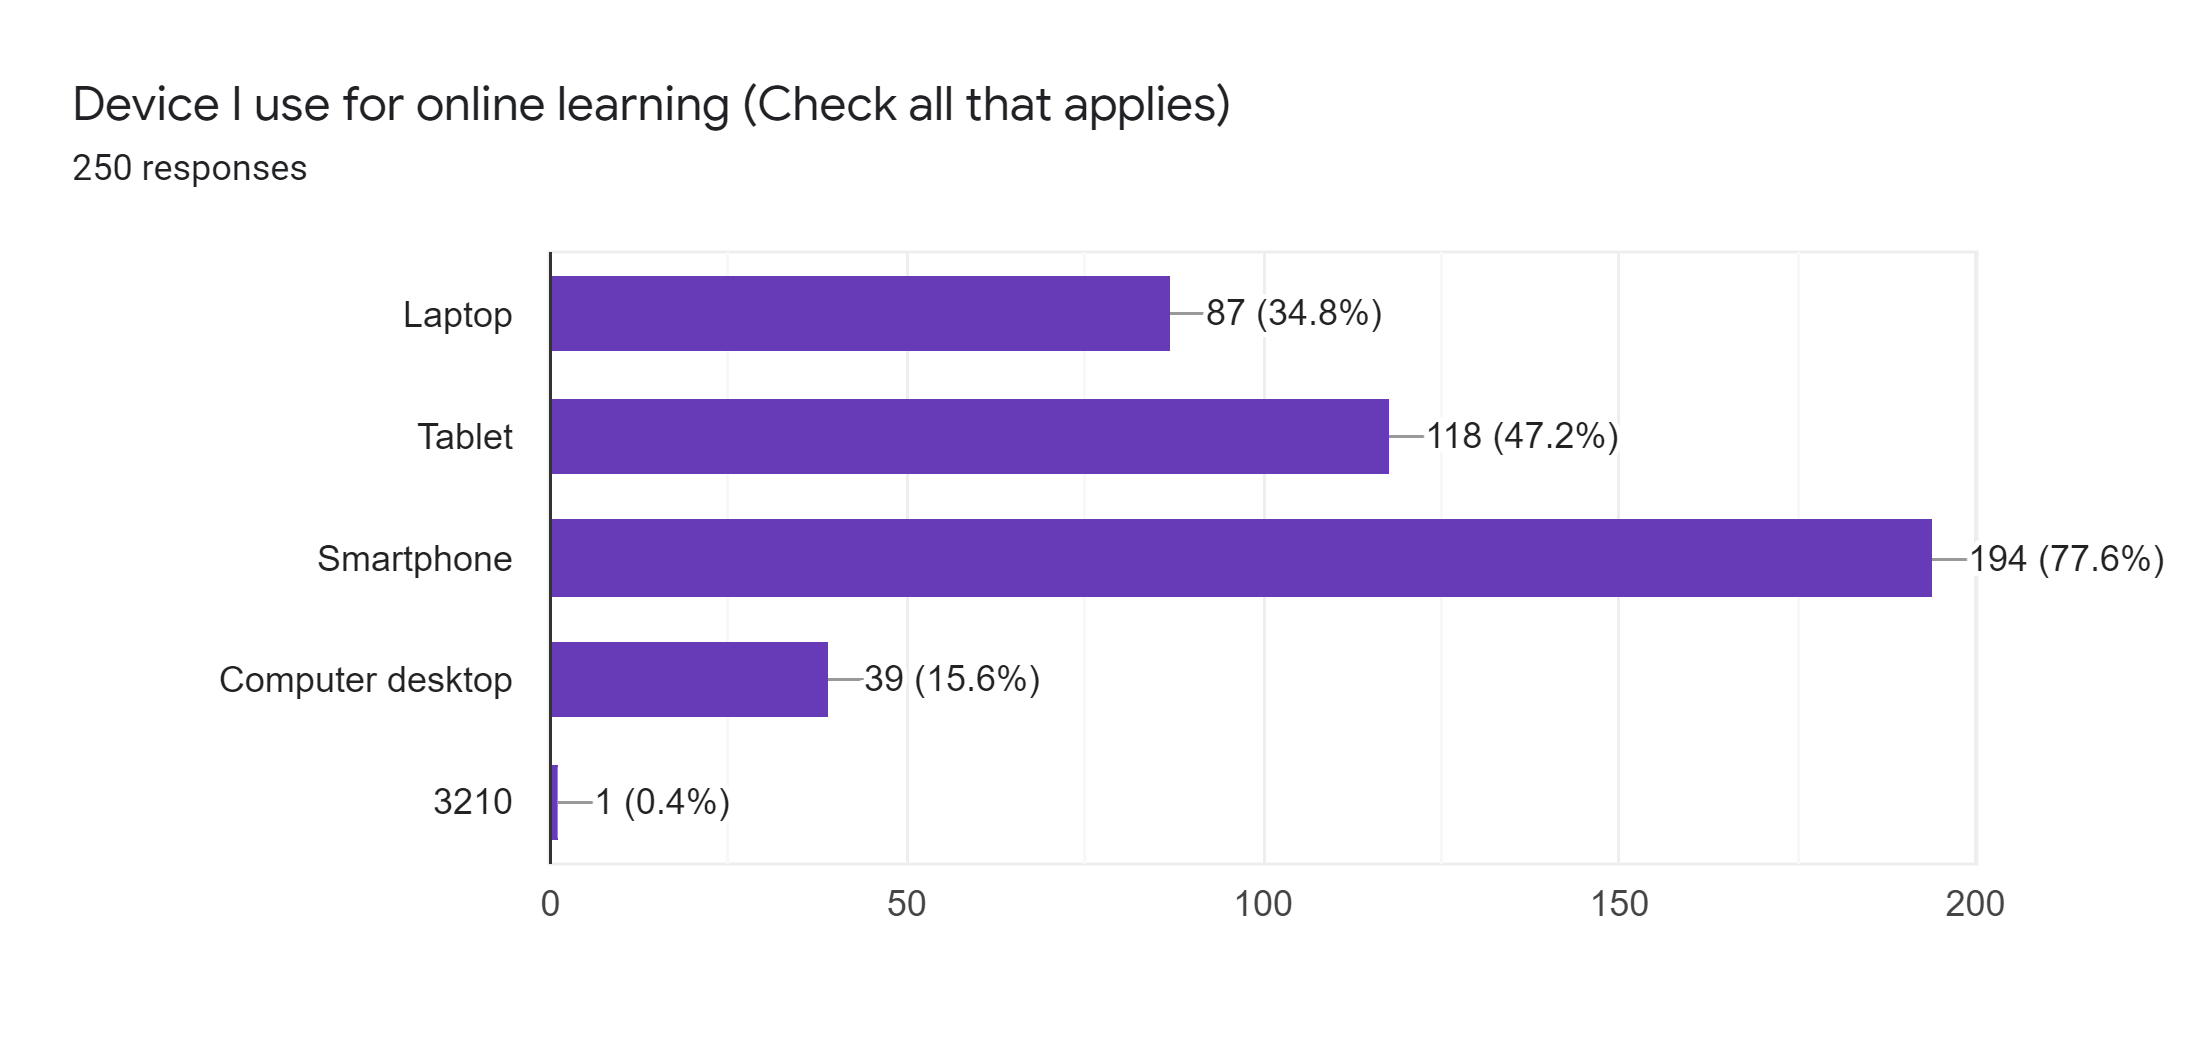 Device I use for online learning (Check all that applies)
250 responses
Laptop 87 (34.8%)
Tablet 118 (47.2%)
Smartphone 194 (77.6%)
Computer desktop 39 (15.6%)
3210 1 (0.4%)
0 50 100 150 200